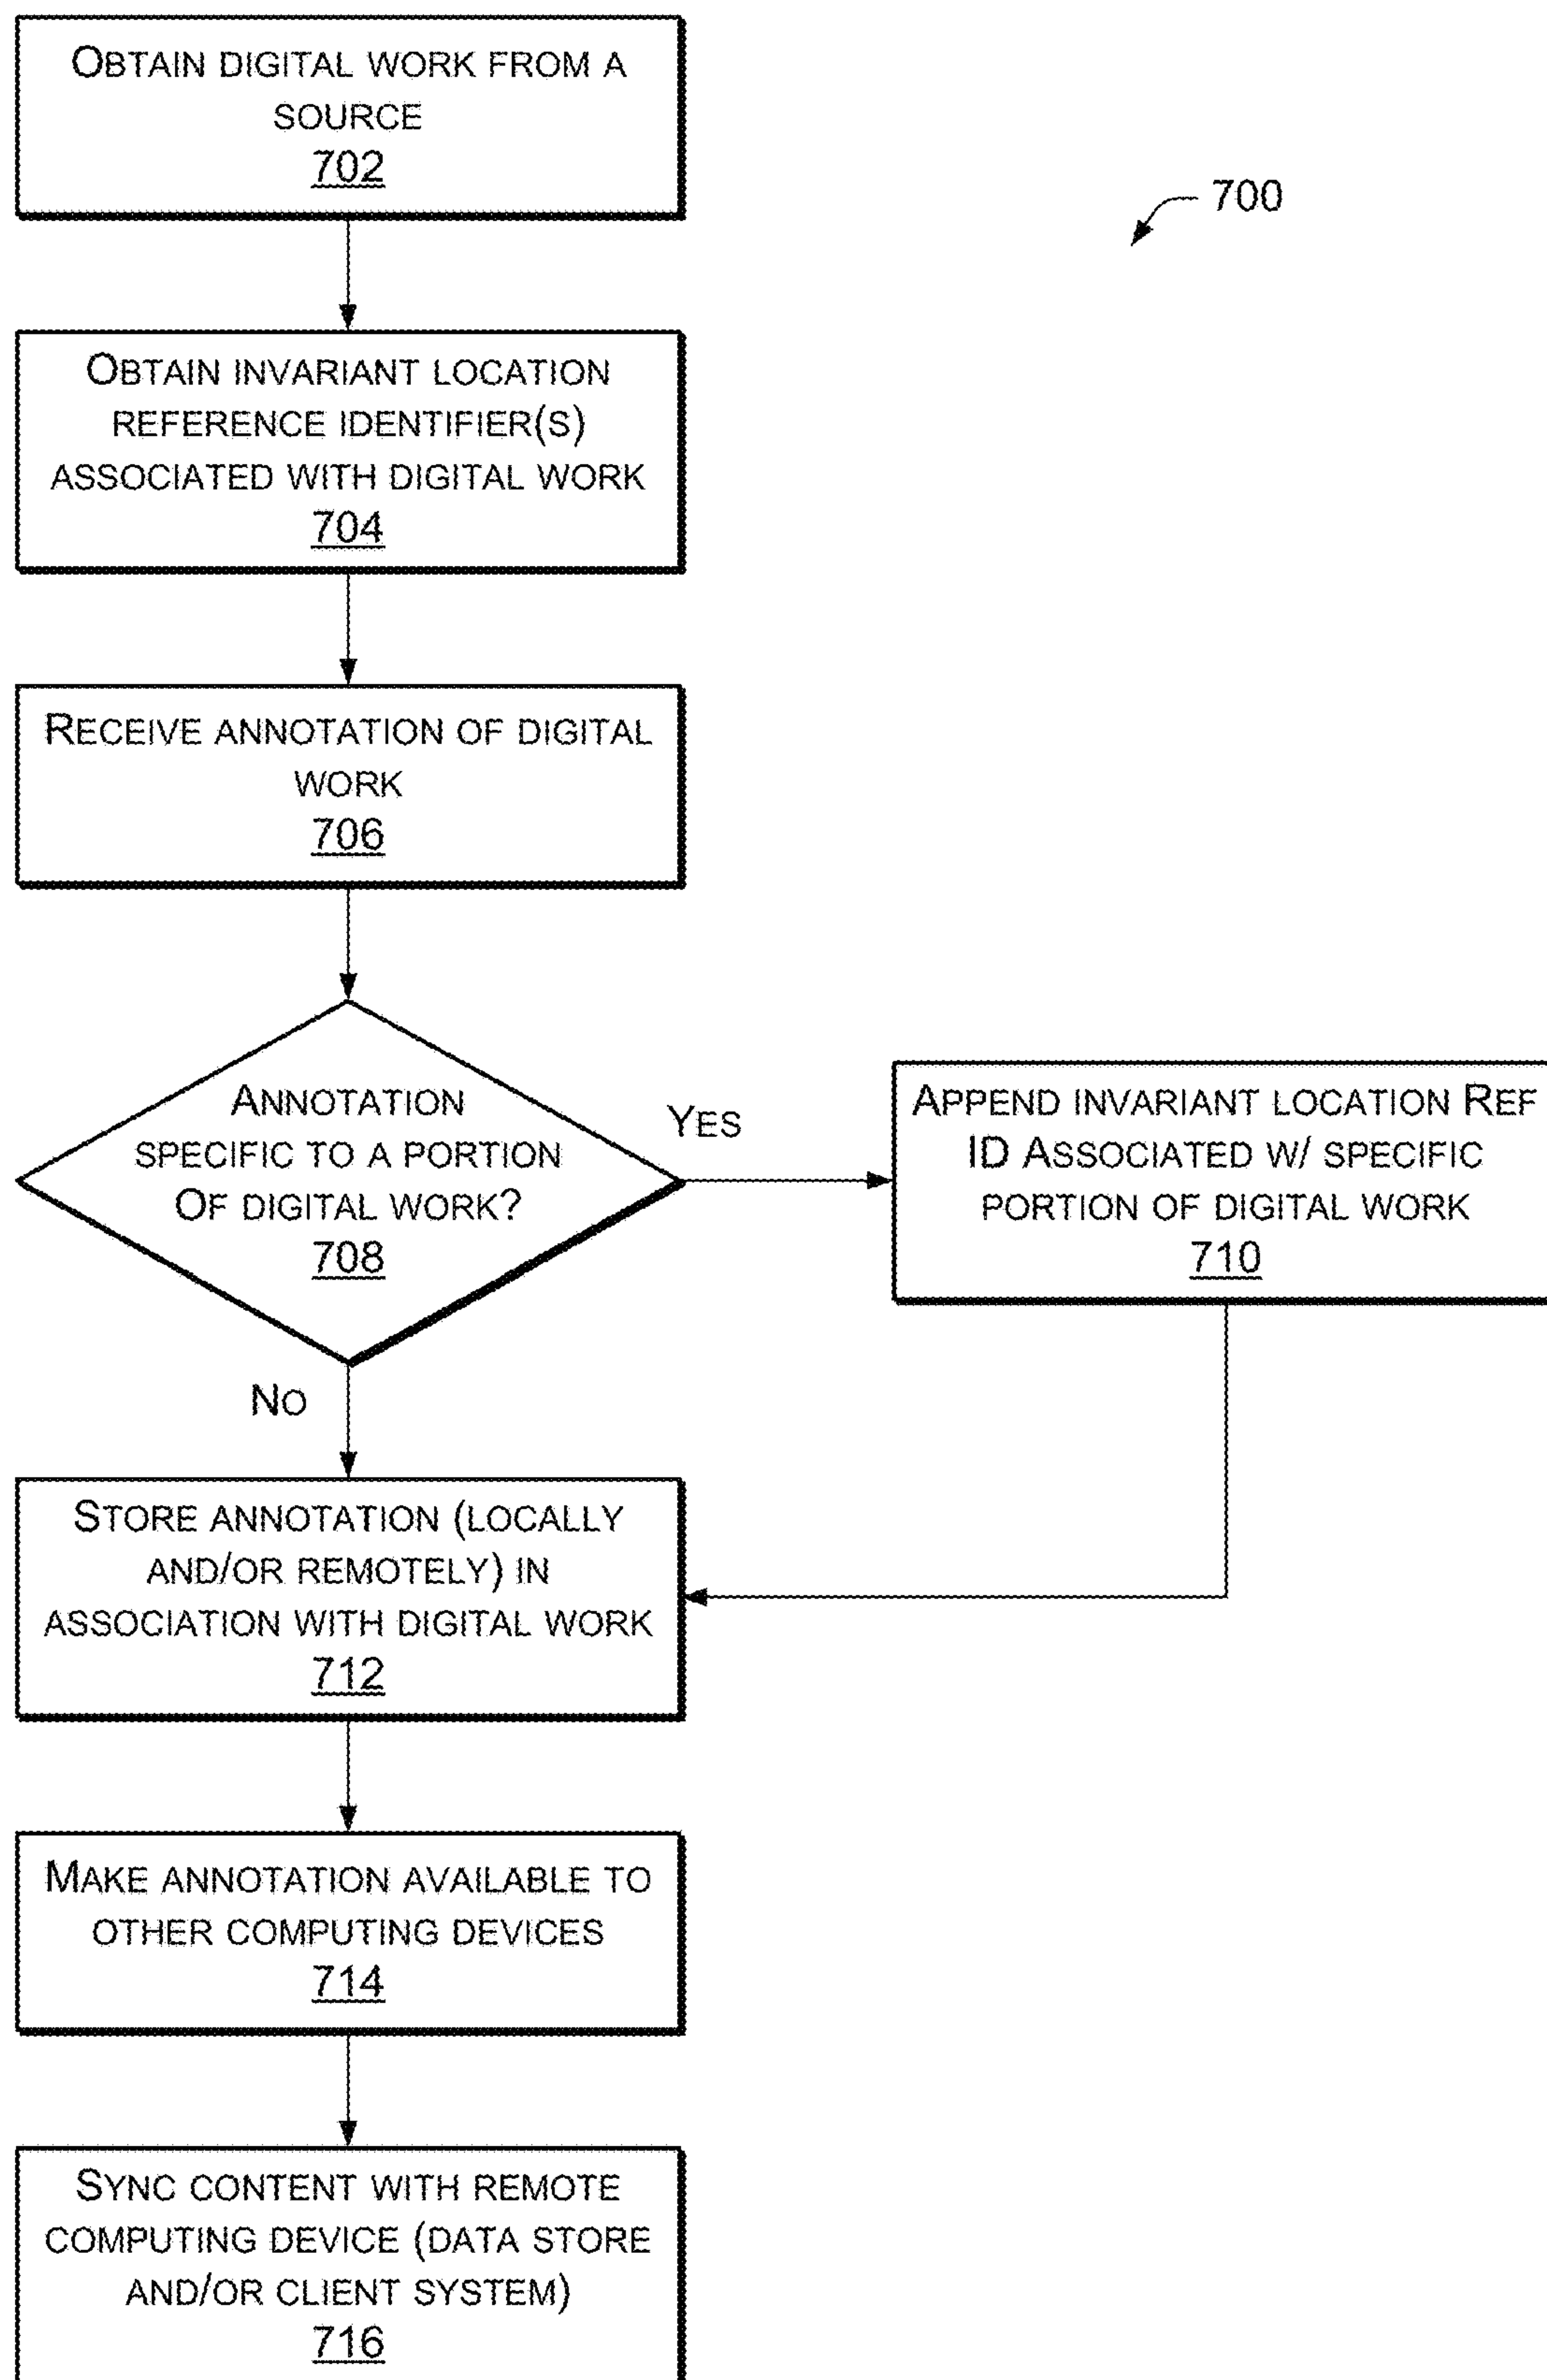 OBTAIN DIGITAL WORK FROM A
SOURCE
702
700
OBTAIN INVARIANT LOCATION
REFERENCE IDENTIFIER(S)
ASSOCIATED WITH DIGITAL WORK
704
RECEIVE ANNOTATION OF DIGITAL
WORK
706
ANNOTATION
SPECIFIC TO A PORTION
OF DIGITAL WORK?
708
YES
APPEND INVARIANT LOCATION REF
ID ASSOCIATED W/ SPECIFIC
PORTION OF DIGITAL WORK
710
NO
STORE ANNOTATION (LOCALLY
AND/OR REMOTELY) IN
ASSOCIATION WITH DIGITAL WORK
712
MAKE ANNOTATION AVAILABLE TO
OTHER COMPUTING DEVICES
714
SYNC CONTENT WITH REMOTE
COMPUTING DEVICE (DATA STORE
AND/OR CLIENT SYSTEM)
716